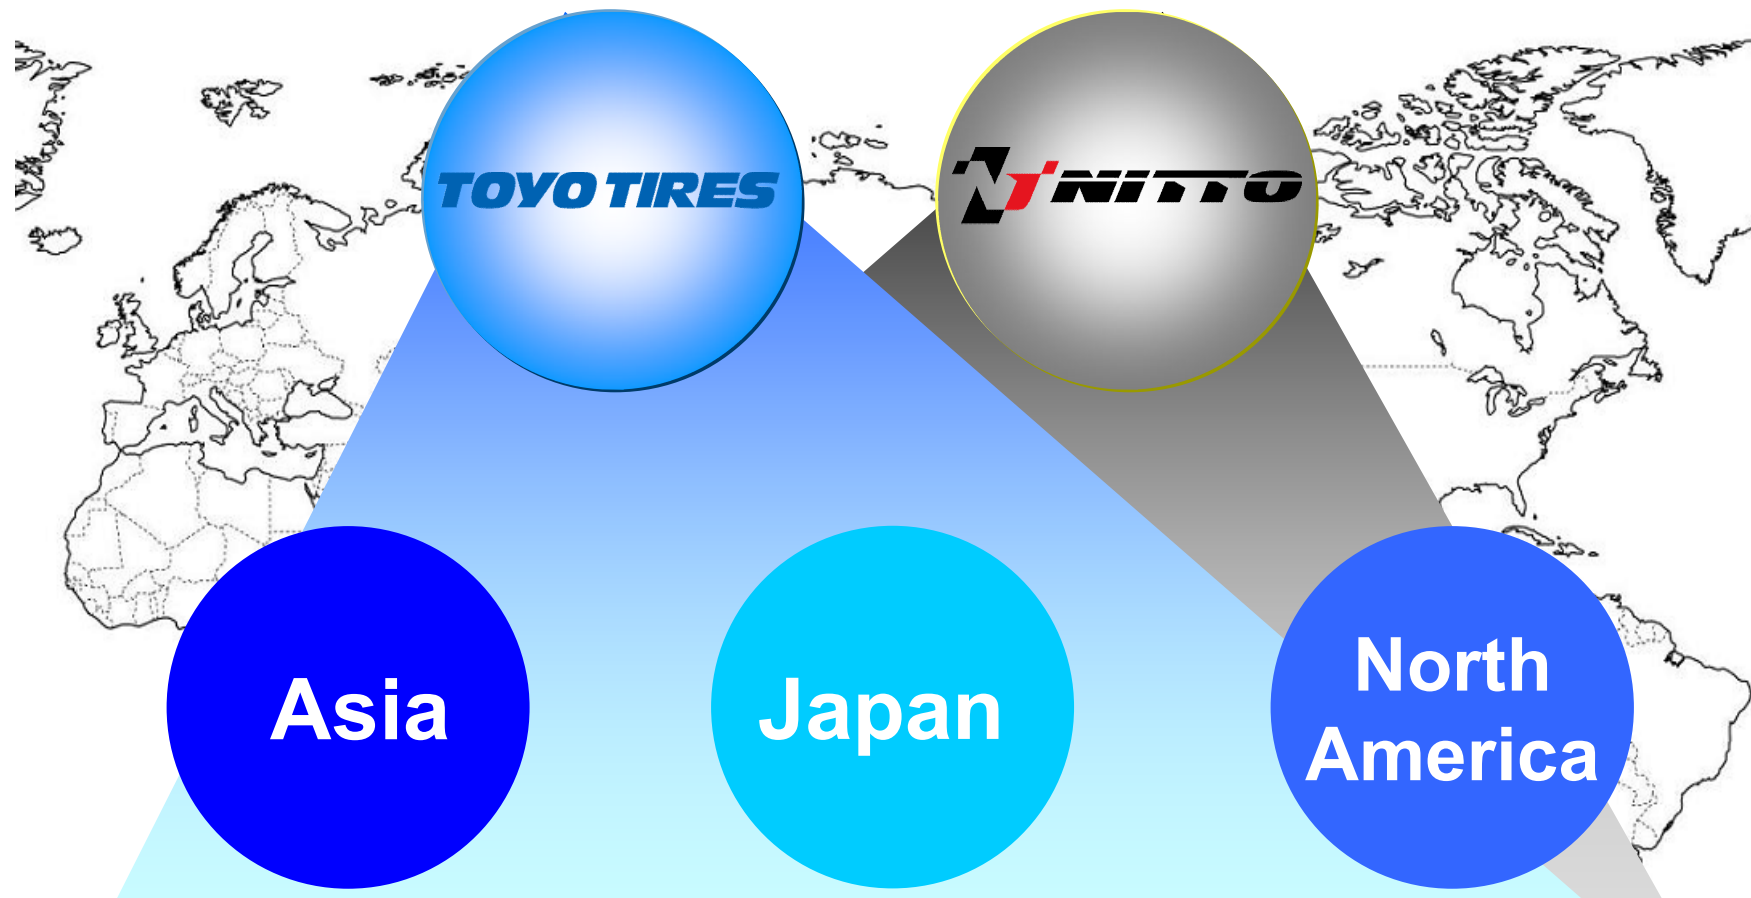 TOYO TIRES
NITTO
Asia
Japan
North
America